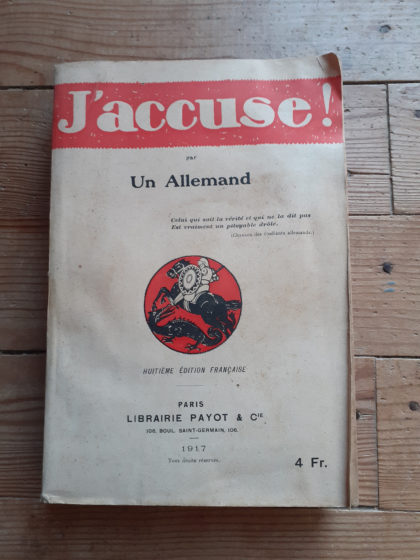 J'accuse!
par
Un Allemand
Celui qui sait la vérité et qui ne la dit pas
Est vraiment un pitoyable drôle.
(Chanson des étudiants allemands.)
HUITIÈME ÉDITION FRANÇAISE
PARIS
LIBRAIRIE PAYOT & CIE
106, BOUL. SAINT-GERMAIN, 106.
1917
Tous droits réservés.
4 Fr.